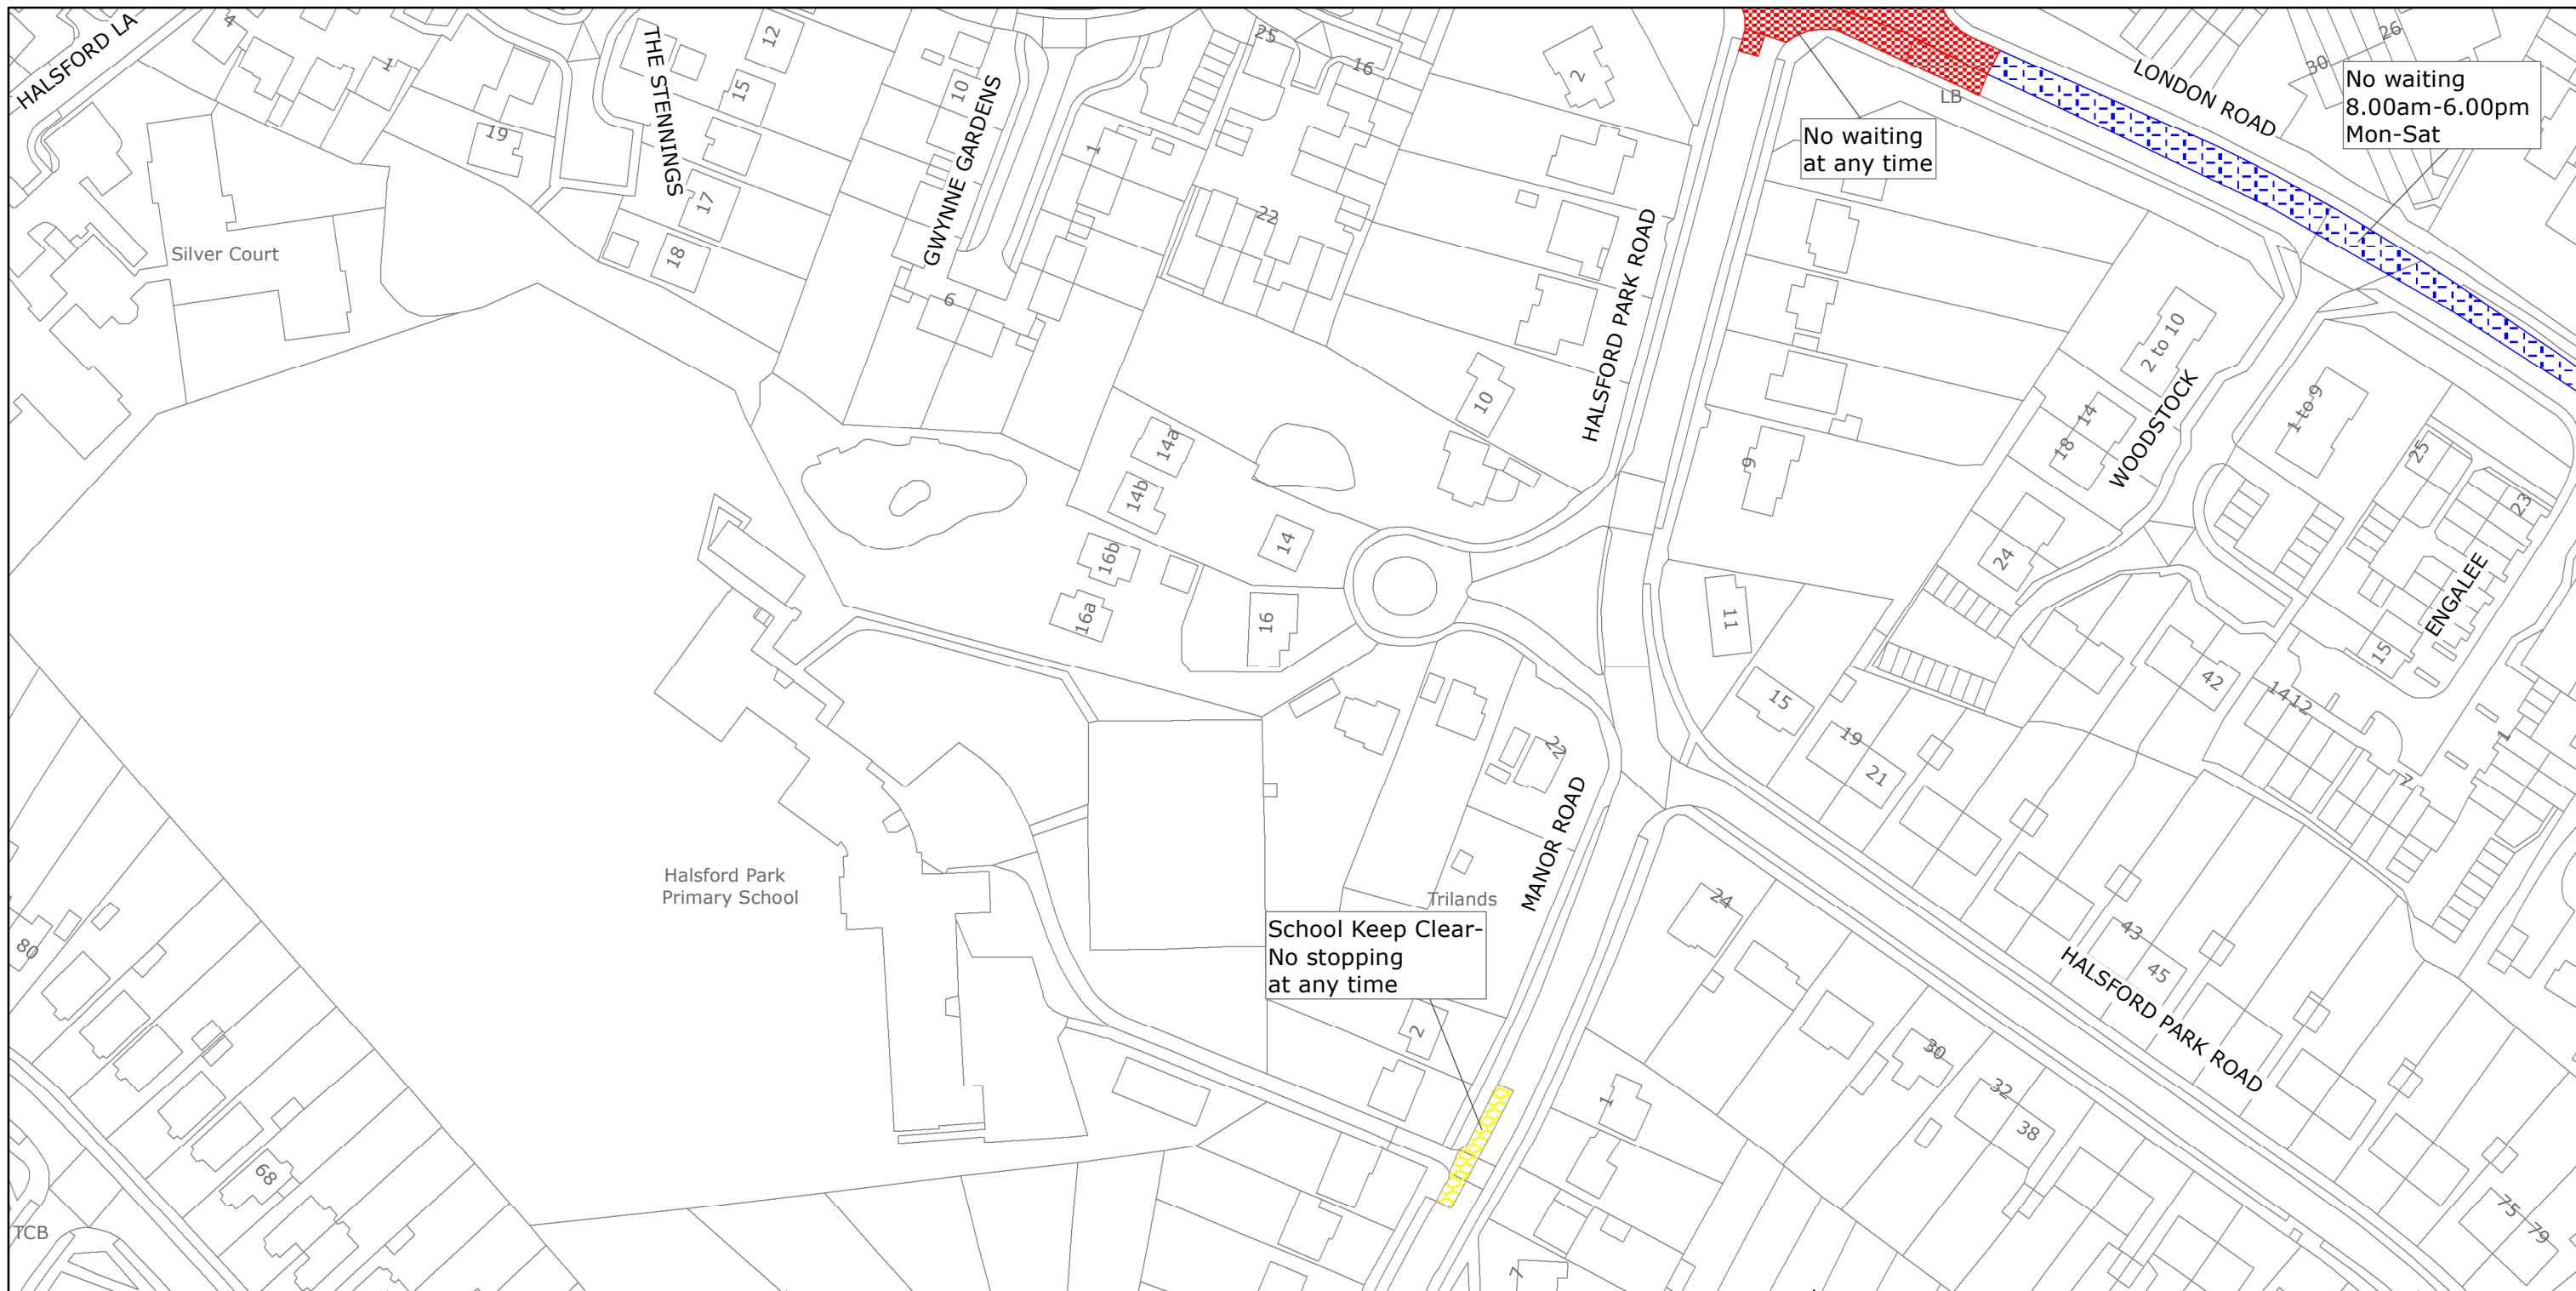 HALSFORD LA
4
1
19
THE STENNINGS
12
15
17
18
10
GWYNNE GARDENS
6
1
25
16
22
2
HALSFORD PARK ROAD
10
No waiting
at any time
LB
LONDON ROAD
30
26
No waiting
8.00am-6.00pm
Mon-Sat
Silver Court
14a
14b
16b
16a
14
16
9
11
15
19
21
2 to 10
14
18
24
WOODSTOCK
1 to 9
25
23
ENGALEE
15
42
14
12
1
7
22
MANOR ROAD
Trilands
School Keep Clear-
No stopping
at any time
2
Halsford Park
Primary School
80
68
TCB
24
1
7
30
32
38
43
45
HALSFORD PARK ROAD
75
79